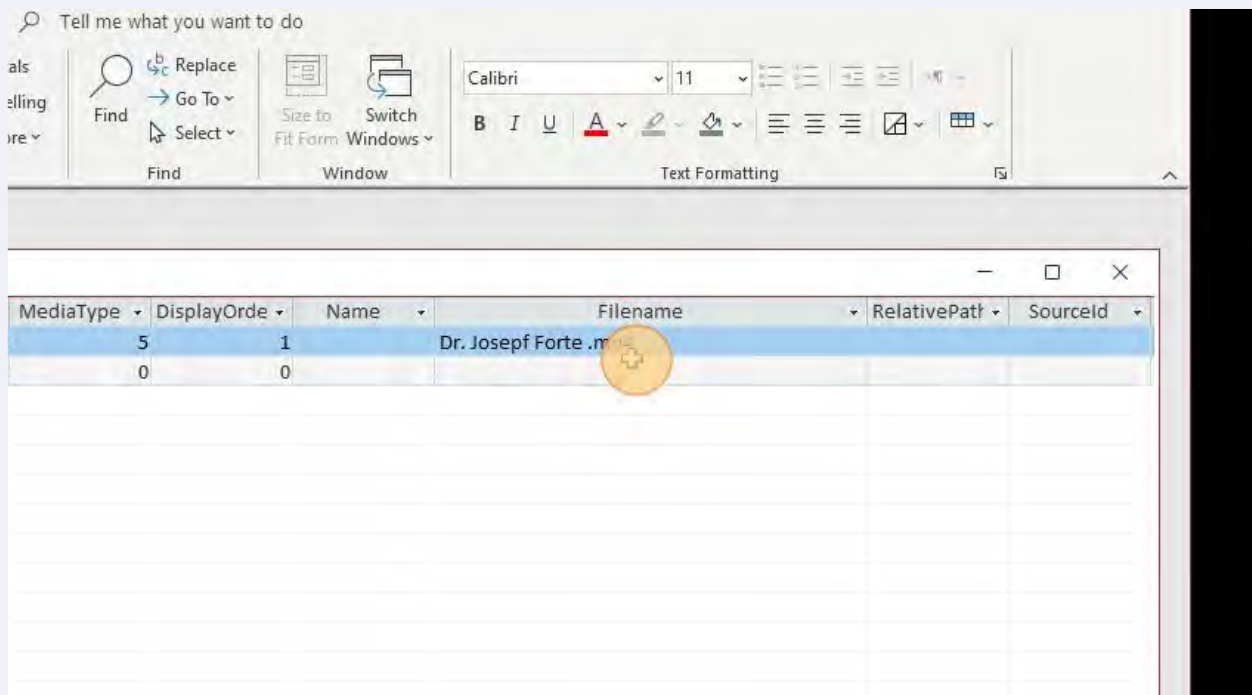 Tell me what you want to do
als
elling
ore
Find
Replace
Go To
Select
Find
Size to
Fit Form
Switch
Windows
Window
Calibri
11
B I U A
Text Formatting
MediaType DisplayOrde Name Filename RelativePatl SourceId
5 1 Dr. Josepf Forte
0 0